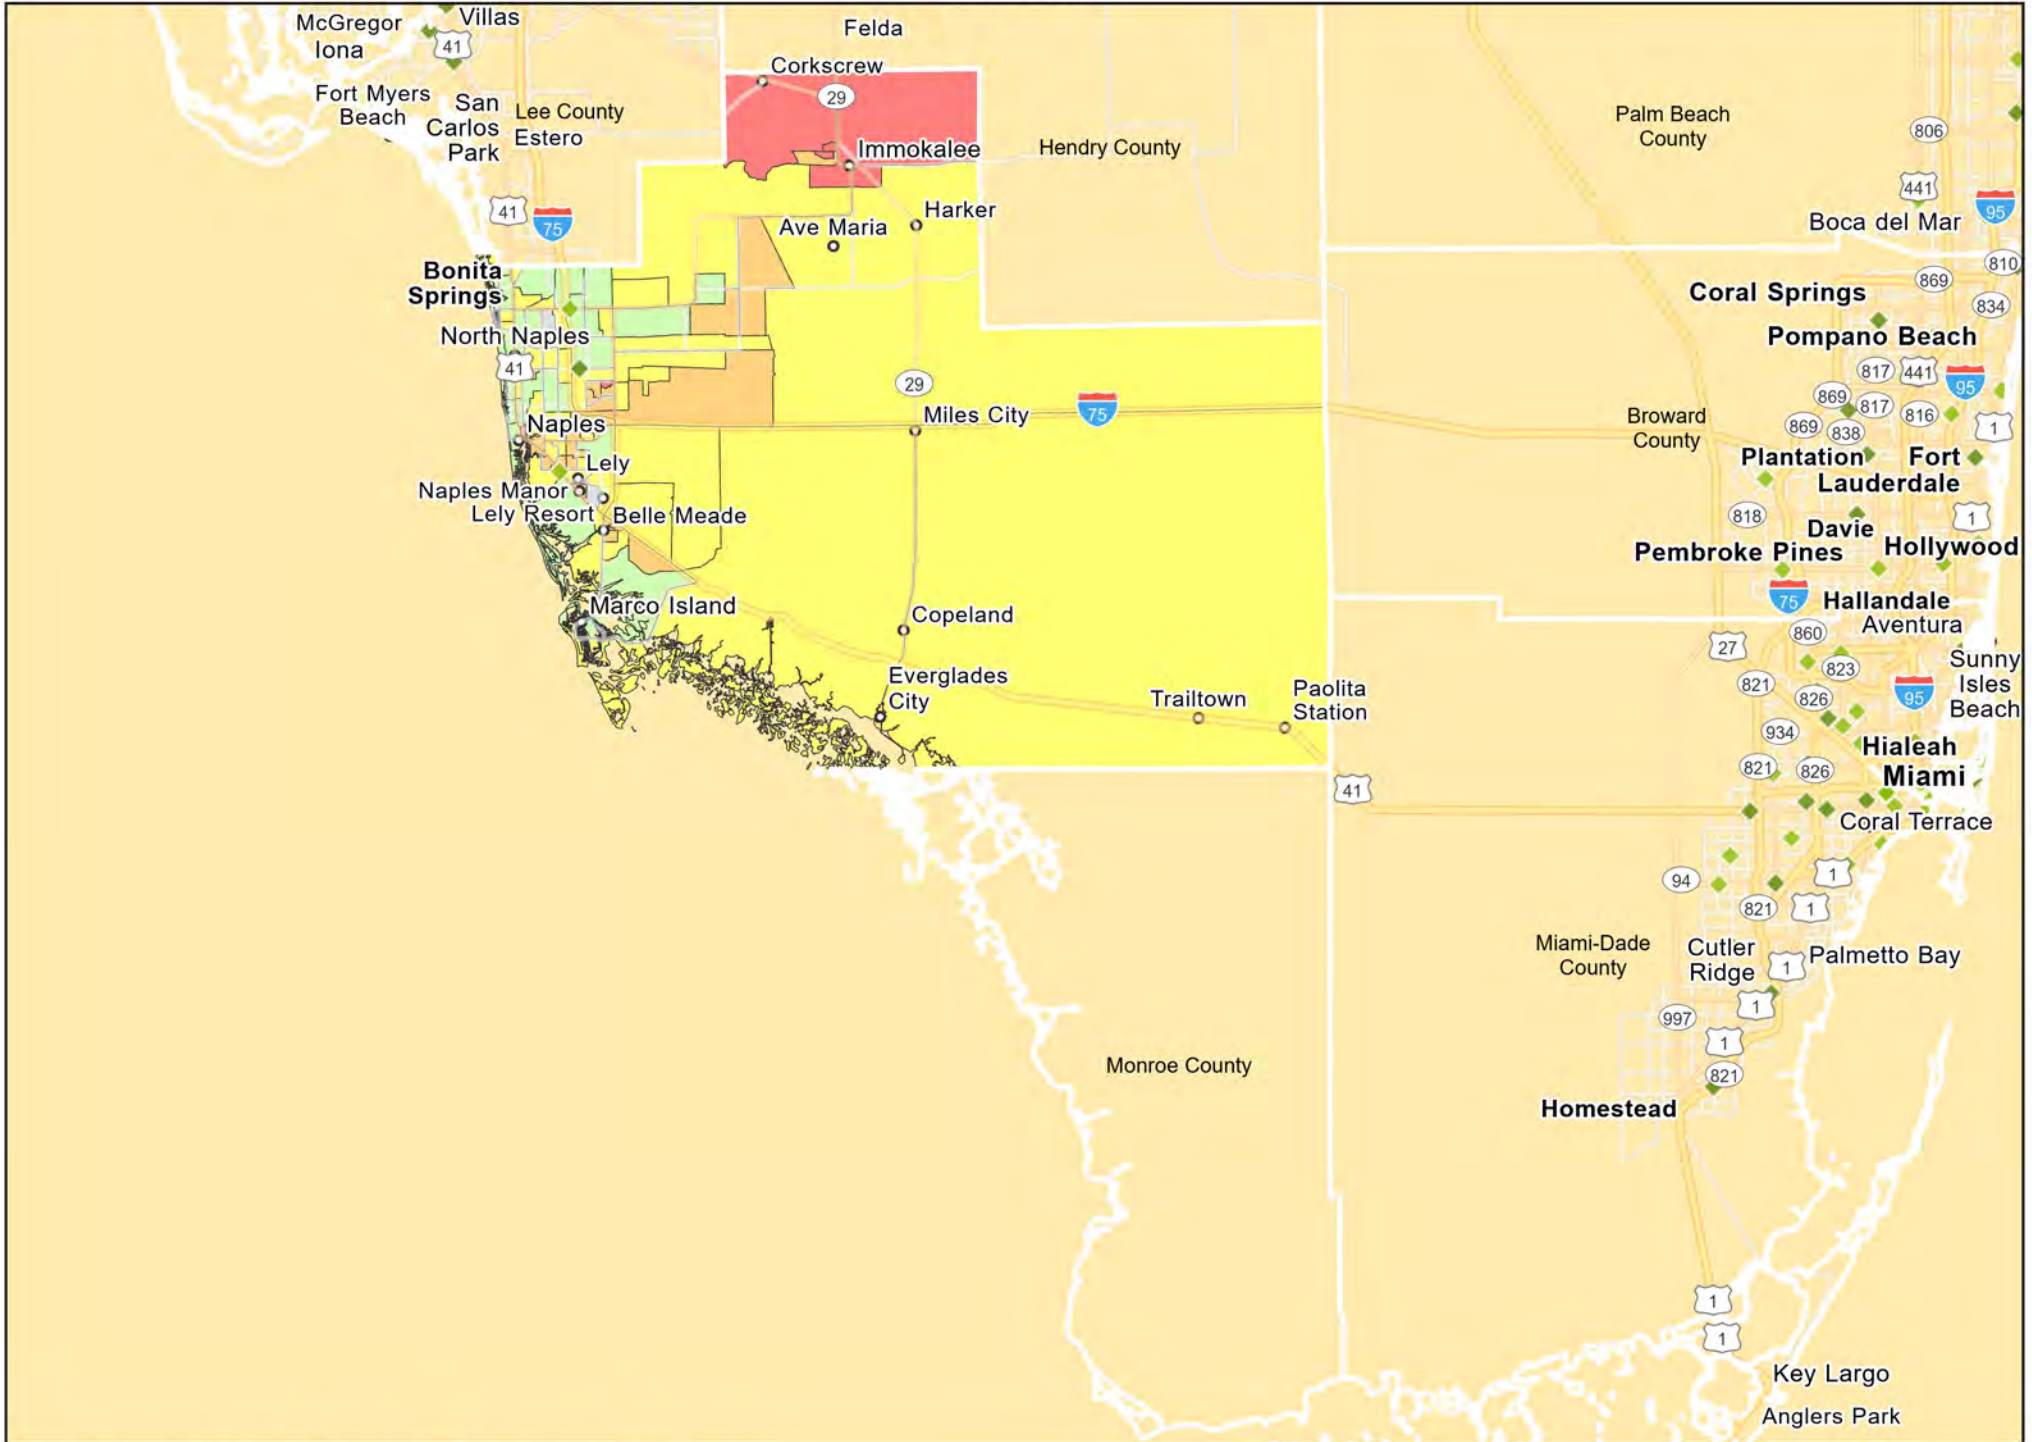 McGregor
Villas
Iona
41
Felda
Corkscrew
29
Fort Myers
Beach
San
Carlos
Park
Lee County
Estero
Immokalee
Hendry County
Palm Beach
County
806
441
95
41
75
Harker
Ave Maria
Boca del Mar
810
Bonita
Springs
869
Coral Springs
834
North Naples
Pompano Beach
41
817
441
95
29
869
817
816
Miles City
75
Broward
County
869
838
1
Naples
Plantation
Fort
Lauderdale
Lely
Naples Manor
Lely Resort
Belle Meade
818
1
Davie
Pembroke Pines
Hollywood
75
Hallandale
Marco Island
Copeland
Aventura
860
27
823
Sunny
Isles
Beach
Everglades
City
821
826
95
Trailtown
Paolita
Station
934
Hialeah
821
826
Miami
41
Coral Terrace
94
1
821
1
Miami-Dade
County
Cutler
Ridge
1
Palmetto Bay
1
997
1
Monroe County
821
Homestead
1
1
Key Largo
Anglers Park